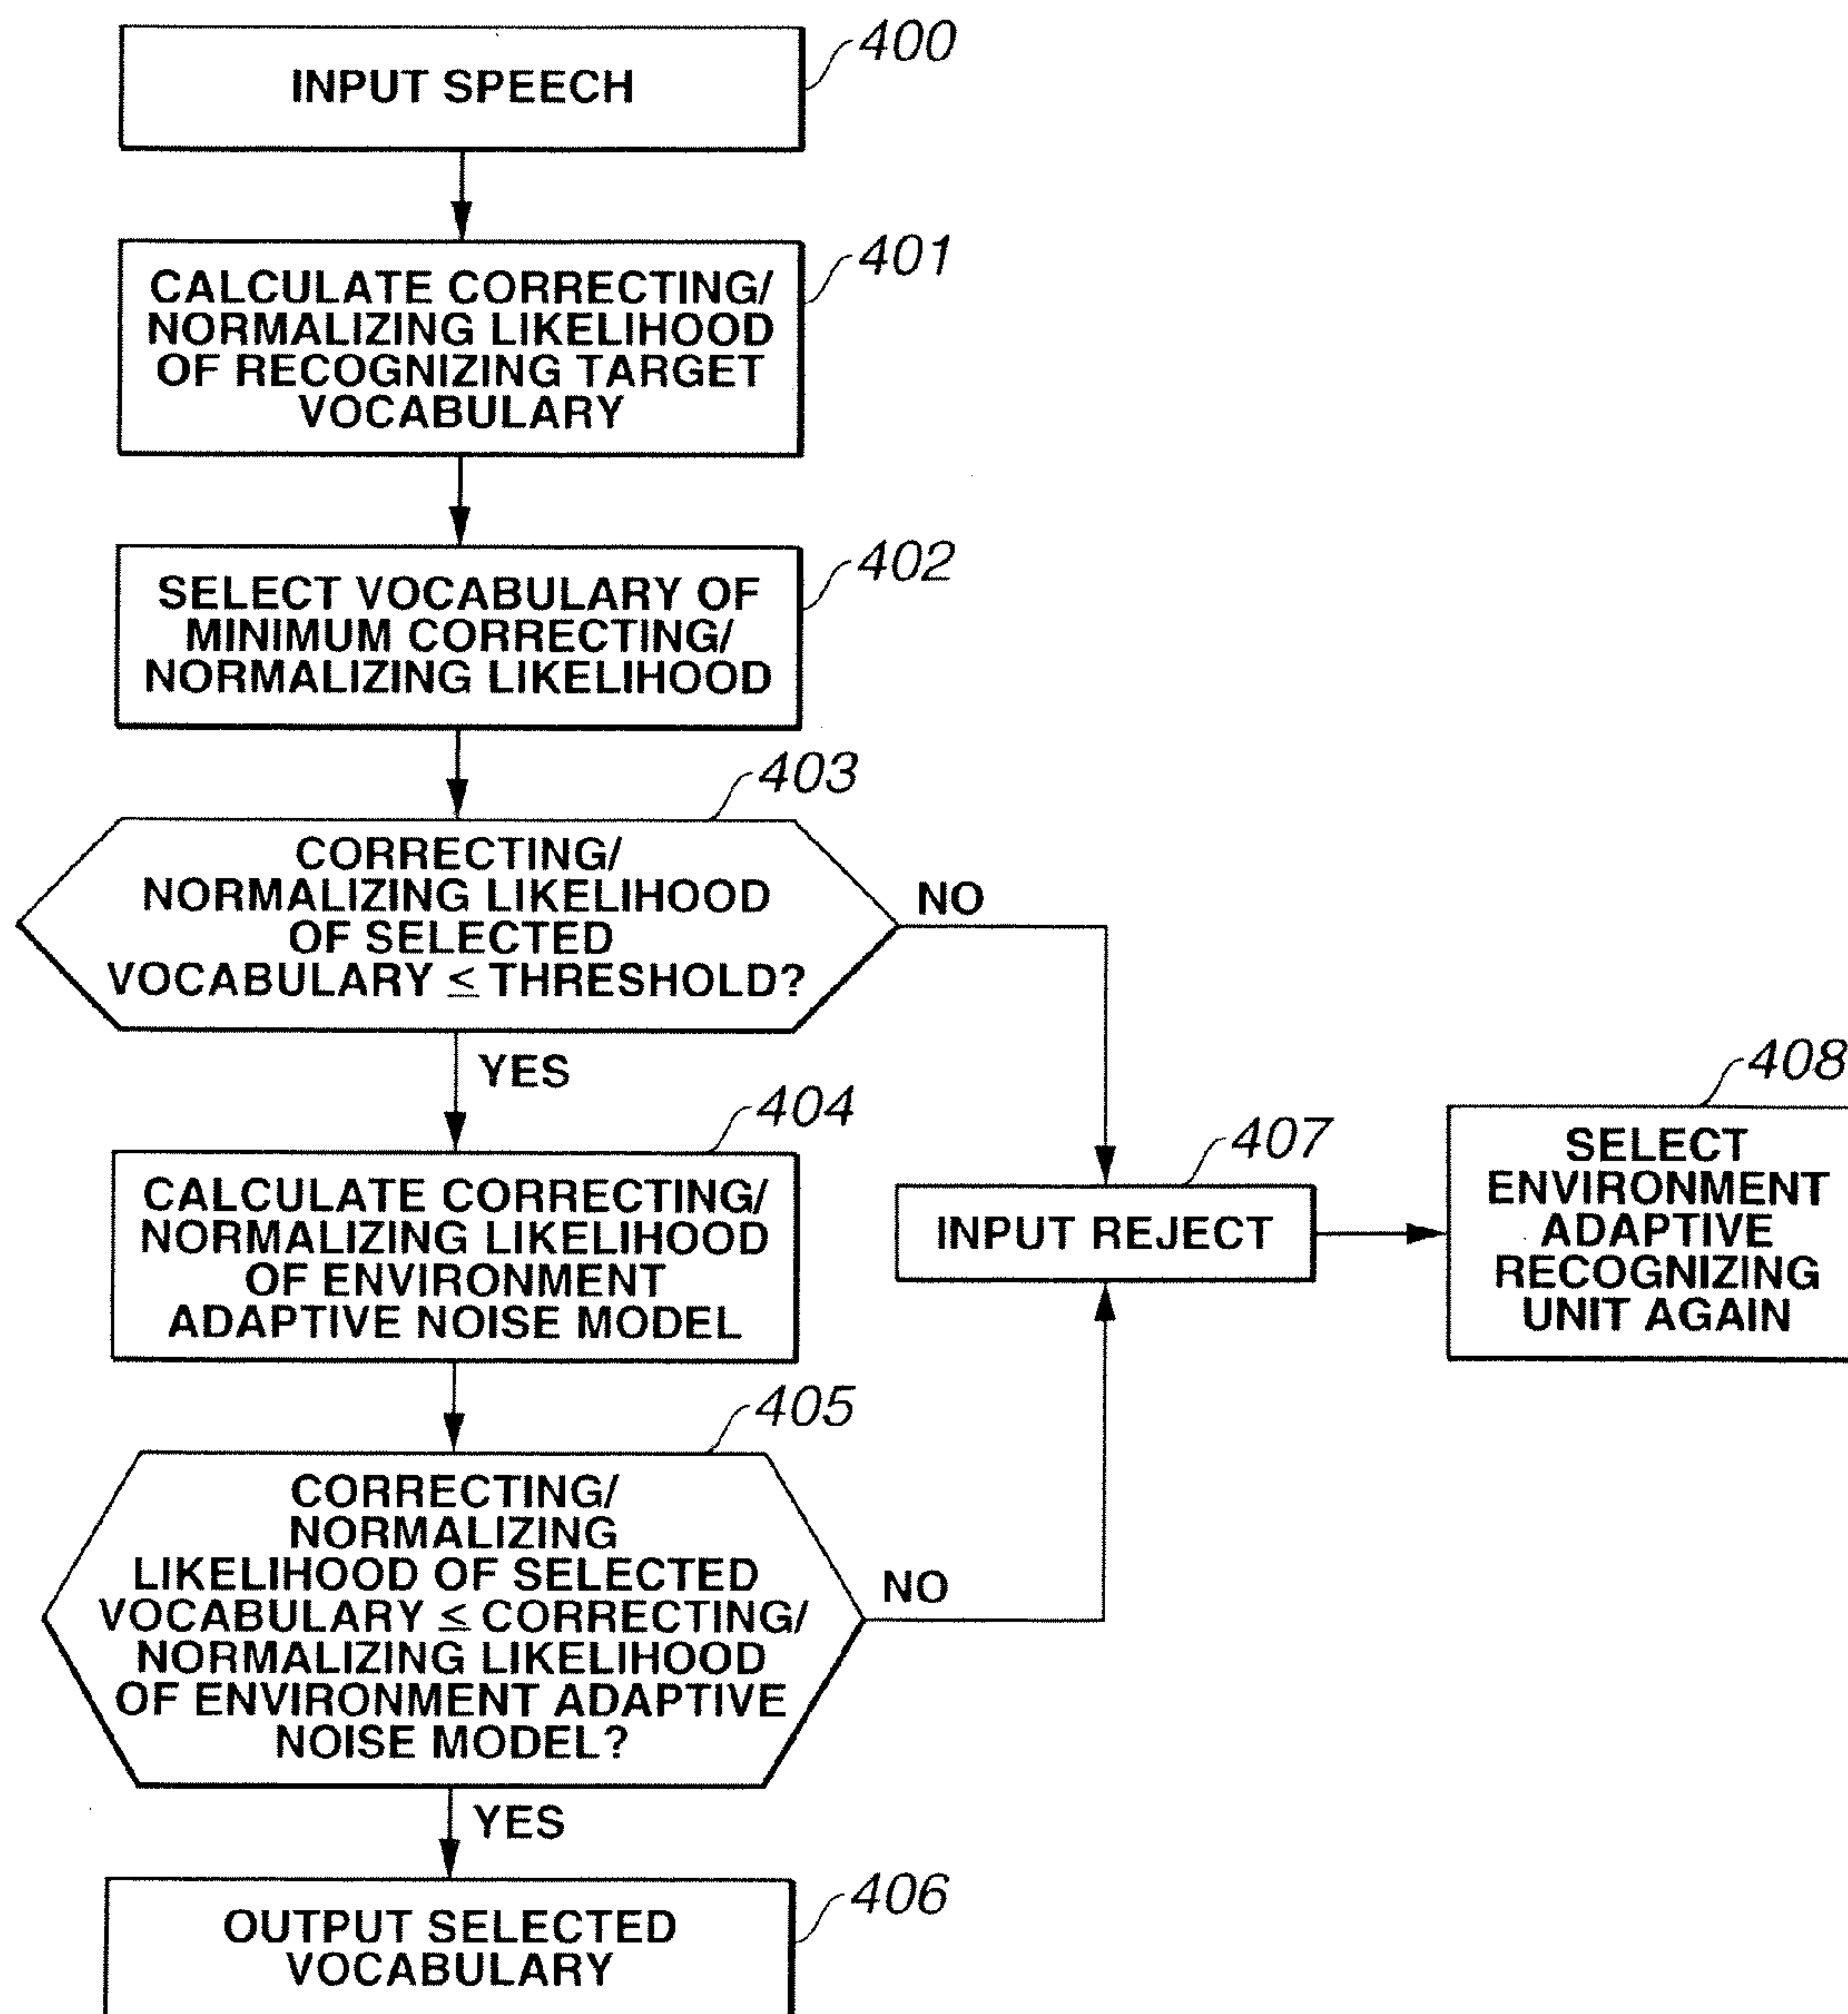 400
INPUT SPEECH
401
CALCULATE CORRECTING/
NORMALIZING LIKELIHOOD
OF RECOGNIZING TARGET
VOCABULARY
402
SELECT VOCABULARY OF
MINIMUM CORRECTING/
NORMALIZING LIKELIHOOD
403
CORRECTING/
NORMALIZING LIKELIHOOD
OF SELECTED
VOCABULARY ≤ THRESHOLD?
NO
YES
404
CALCULATE CORRECTING/
NORMALIZING LIKELIHOOD
OF ENVIRONMENT
ADAPTIVE NOISE MODEL
407
INPUT REJECT
408
SELECT
ENVIRONMENT
ADAPTIVE
RECOGNIZING
UNIT AGAIN
405
CORRECTING/
NORMALIZING
LIKELIHOOD OF SELECTED
VOCABULARY ≤ CORRECTING/
NORMALIZING LIKELIHOOD
OF ENVIRONMENT ADAPTIVE
NOISE MODEL?
NO
YES
406
OUTPUT SELECTED
VOCABULARY